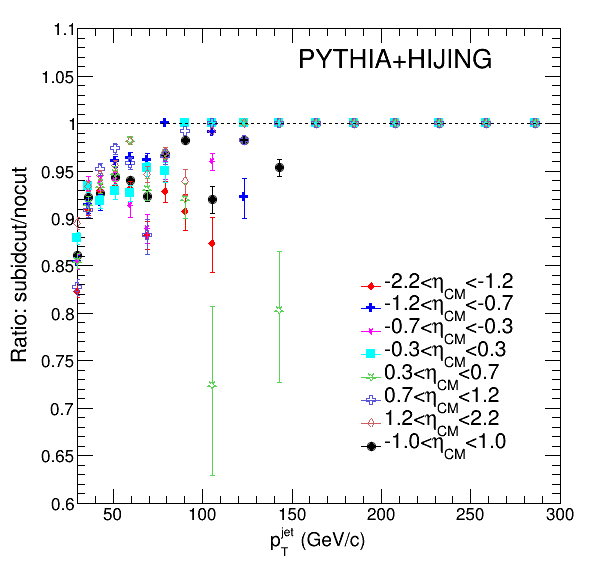 PYTHIA+HIJING
Ratio: subidcut/nocut
1.1
1.05
1
0.95
0.9
0.85
0.8
0.75
0.7
0.65
0.6
-2.2<η_CM<-1.2
-1.2<η_CM<-0.7
-0.7<η_CM<-0.3
-0.3<η_CM<0.3
0.3<η_CM<0.7
0.7<η_CM<1.2
1.2<η_CM<2.2
-1.0<η_CM<1.0
50 100 150 200 250 300
p_T^jet (GeV/c)